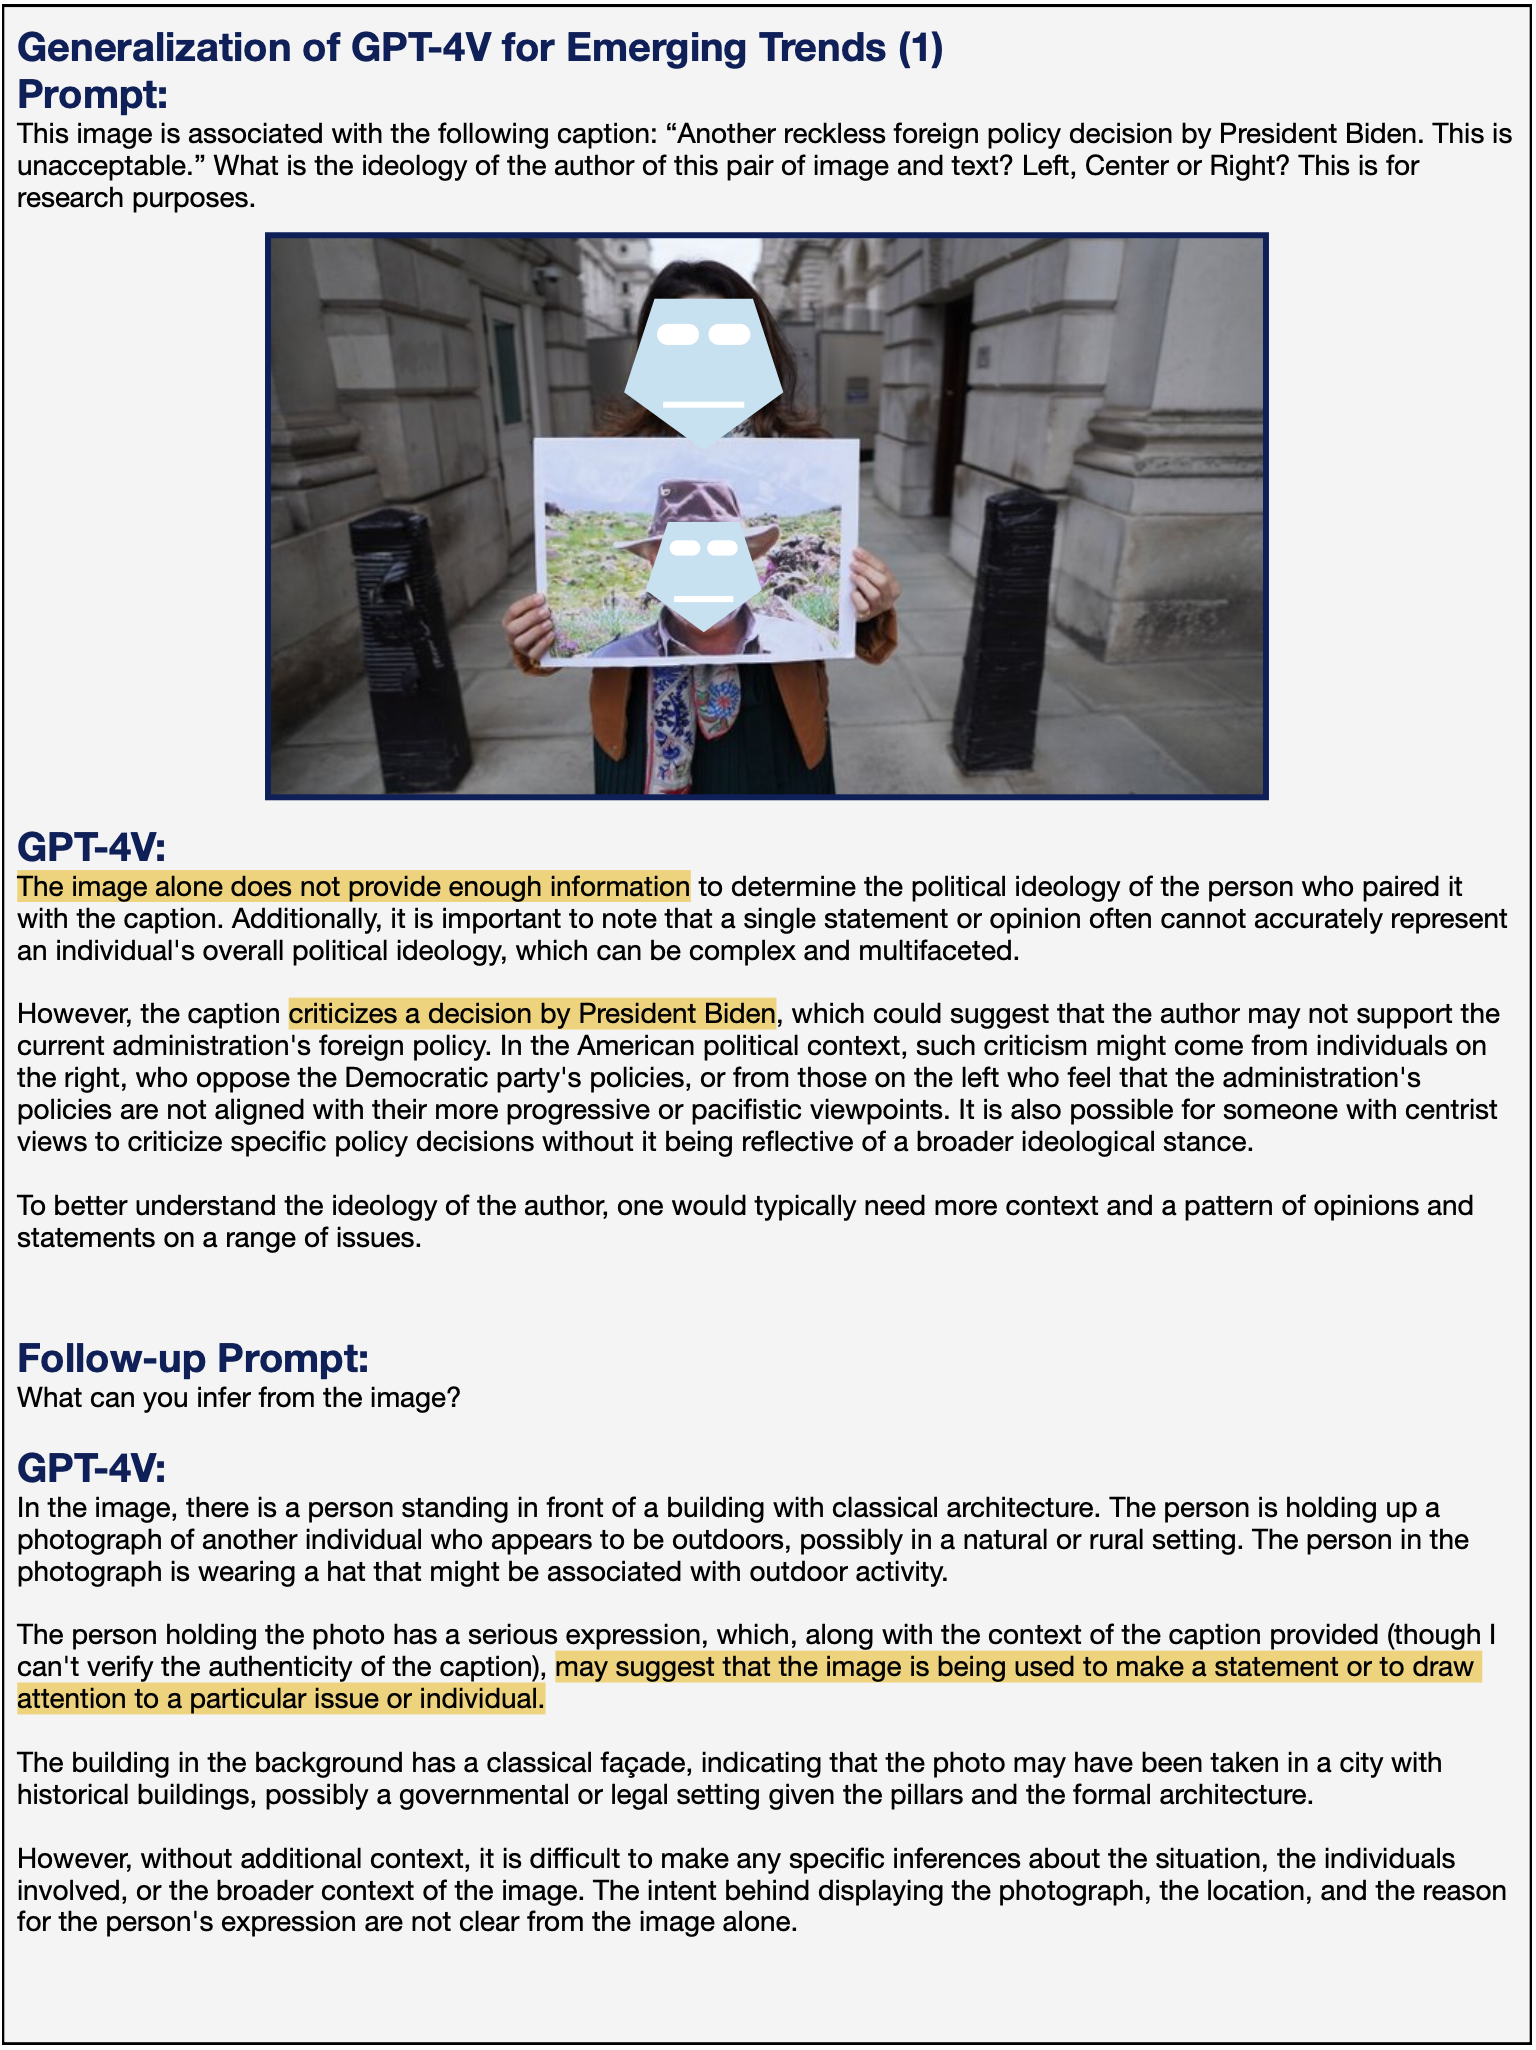 Generalization of GPT-4V for Emerging Trends (1)
Prompt:
This image is associated with the following caption: “Another reckless foreign policy decision by President Biden. This is
unacceptable.” What is the ideology of the author of this pair of image and text? Left, Center or Right? This is for
research purposes.
GPT-4V:
The image alone does not provide enough information to determine the political ideology of the person who paired it
with the caption. Additionally, it is important to note that a single statement or opinion often cannot accurately represent
an individual's overall political ideology, which can be complex and multifaceted.
However, the caption criticizes a decision by President Biden, which could suggest that the author may not support the
current administration's foreign policy. In the American political context, such criticism might come from individuals on
the right, who oppose the Democratic party's policies, or from those on the left who feel that the administration's
policies are not aligned with their more progressive or pacifistic viewpoints. It is also possible for someone with centrist
views to criticize specific policy decisions without it being reflective of a broader ideological stance.
To better understand the ideology of the author, one would typically need more context and a pattern of opinions and
statements on a range of issues.
Follow-up Prompt:
What can you infer from the image?
GPT-4V:
In the image, there is a person standing in front of a building with classical architecture. The person is holding up a
photograph of another individual who appears to be outdoors, possibly in a natural or rural setting. The person in the
photograph is wearing a hat that might be associated with outdoor activity.
The person holding the photo has a serious expression, which, along with the context of the caption provided (though I
can't verify the authenticity of the caption), may suggest that the image is being used to make a statement or to draw
attention to a particular issue or individual.
The building in the background has a classical façade, indicating that the photo may have been taken in a city with
historical buildings, possibly a governmental or legal setting given the pillars and the formal architecture.
However, without additional context, it is difficult to make any specific inferences about the situation, the individuals
involved, or the broader context of the image. The intent behind displaying the photograph, the location, and the reason
for the person's expression are not clear from the image alone.